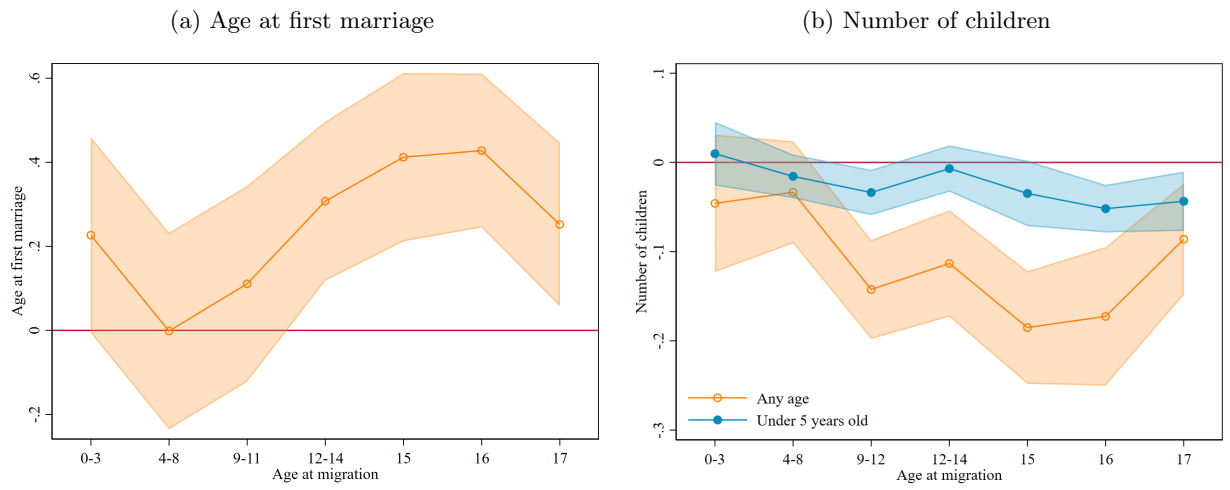 (a) Age at first marriage
Age at first marriage
.6
.4
.2
0
-.2
0-3 4-8 9-11 12-14 15 16 17
Age at migration
(b) Number of children
Number of children
.1
0
-.1
-.2
-.3
Any age
Under 5 years old
0-3 4-8 9-12 12-14 15 16 17
Age at migration